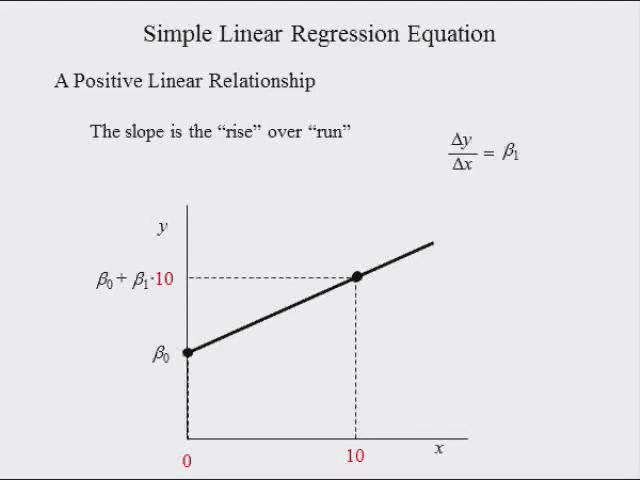 Simple Linear Regression Equation
A Positive Linear Relationship
The slope is the “rise” over “run”
Δy/Δx = β₁
y
β₀ + β₁·10
β₀
0
10
x